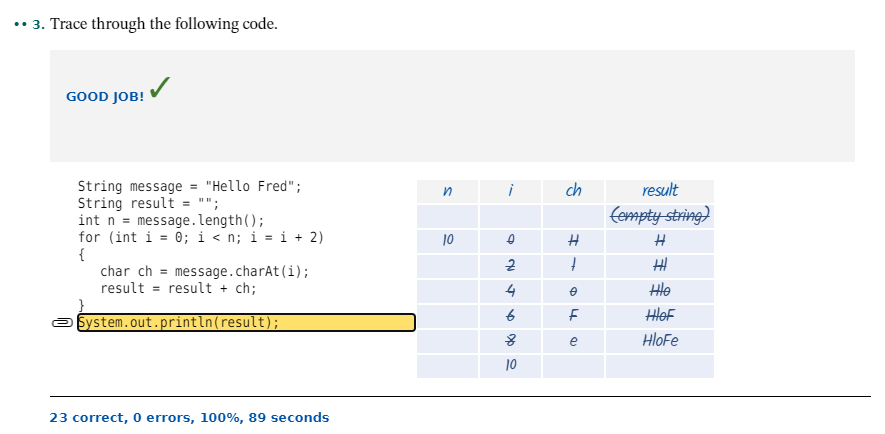 •• 3. Trace through the following code.
GOOD JOB! ✓
String message = "Hello Fred";
String result = "";
int n = message.length();
for (int i = 0; i < n; i = i + 2)
{
char ch = message.charAt(i);
result = result + ch;
}
System.out.println(result);
n i ch result
(empty string)
10 0 H H
2 l Hl
4 o Hlo
6 F HloF
8 e HloFe
10
23 correct, 0 errors, 100%, 89 seconds